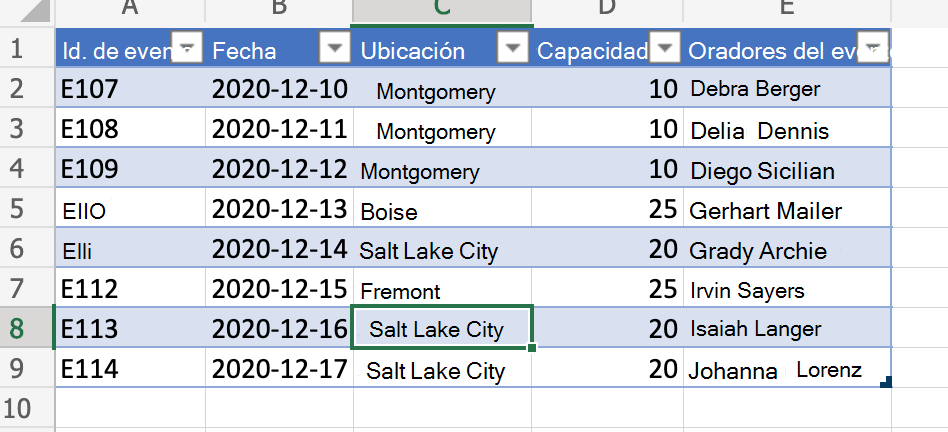 A B C D E
1 Id. de even Fecha Ubicación Capacidad Oradores del evento
2 E107 2020-12-10 Montgomery 10 Debra Berger
3 E108 2020-12-11 Montgomery 10 Delia Dennis
4 E109 2020-12-12 Montgomery 10 Diego Sicilian
5 EIIO 2020-12-13 Boise 25 Gerhart Mailer
6 Elli 2020-12-14 Salt Lake City 20 Grady Archie
7 E112 2020-12-15 Fremont 25 Irvin Sayers
8 E113 2020-12-16 Salt Lake City 20 Isaiah Langer
9 E114 2020-12-17 Salt Lake City 20 Johanna Lorenz
10